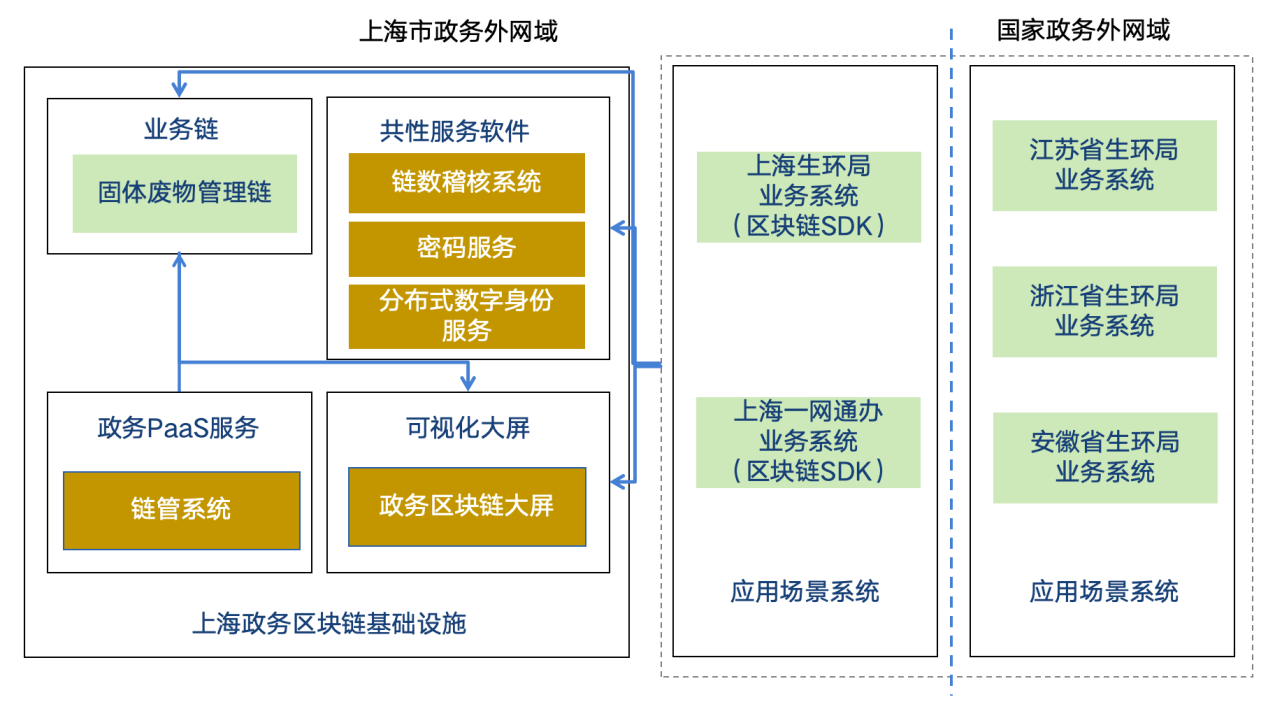 上海市政务外网域
国家政务外网域
业务链
固体废物管理链
共性服务软件
链数稽核系统
密码服务
分布式数字身份
服务
政务PaaS服务
链管系统
可视化大屏
政务区块链大屏
上海政务区块链基础设施
上海生环局
业务系统
（区块链SDK）
上海一网通办
业务系统
（区块链SDK）
应用场景系统
江苏省生环局
业务系统
浙江省生环局
业务系统
安徽省生环局
业务系统
应用场景系统